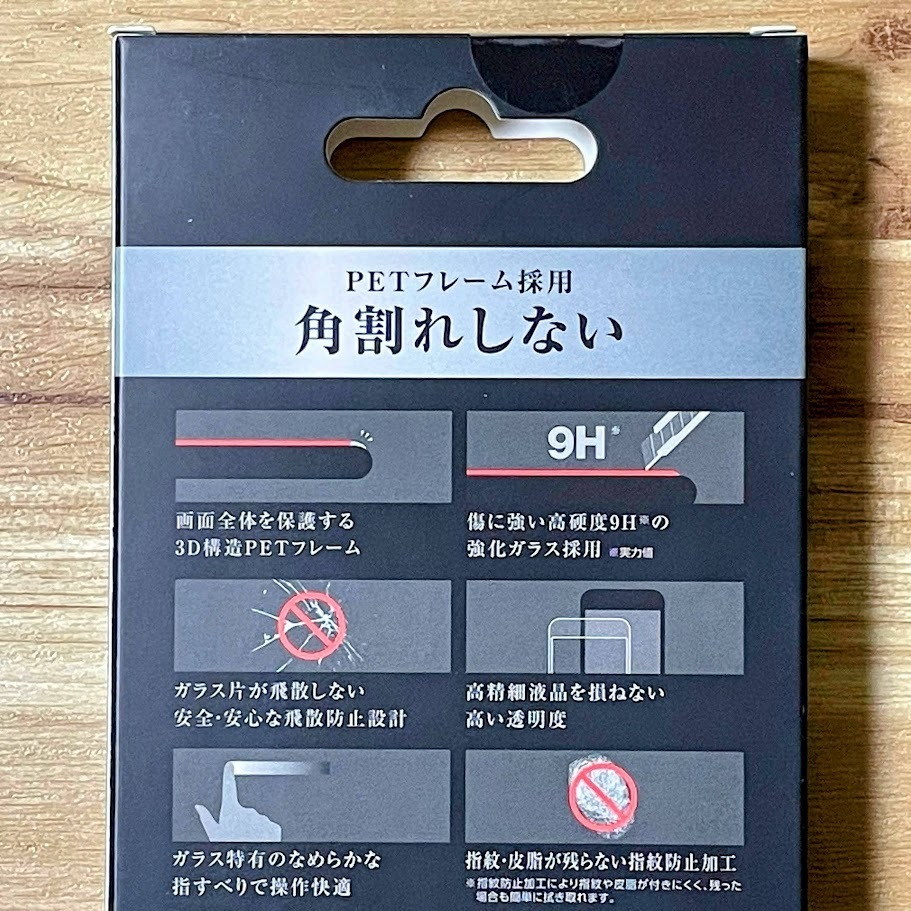 PETフレーム採用
角割れしない
9H※
画面全体を保護する
3D構造PETフレーム
傷に強い高硬度9H※の
強化ガラス採用 ※実力値
ガラス片が飛散しない
安全・安心な飛散防止設計
高精細液晶を損ねない
高い透明度
ガラス特有のなめらかな
指すべりで操作快適
指紋・皮脂が残らない指紋防止加工
※指紋防止加工により指紋や皮脂が付きにくく、残った
場合も簡単に拭き取れます。